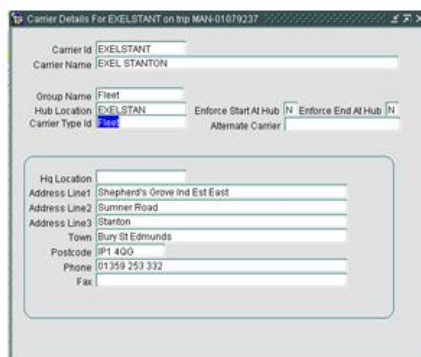 Carrier Details For EXELSTANT on trip MAN-01079237
Carrier Id EXELSTANT
Carrier Name EXEL STANTON
Group Name Fleet
Hub Location EXELSTAN Enforce Start At Hub N Enforce End At Hub N
Carrier Type Id Fleet Alternate Carrier
Hq Location
Address Line1 Shepherd's Grove Ind Est East
Address Line2 Sumner Road
Address Line3 Stanton
Town Bury St Edmunds
Postcode IP1 4QG
Phone 01359 253 332
Fax